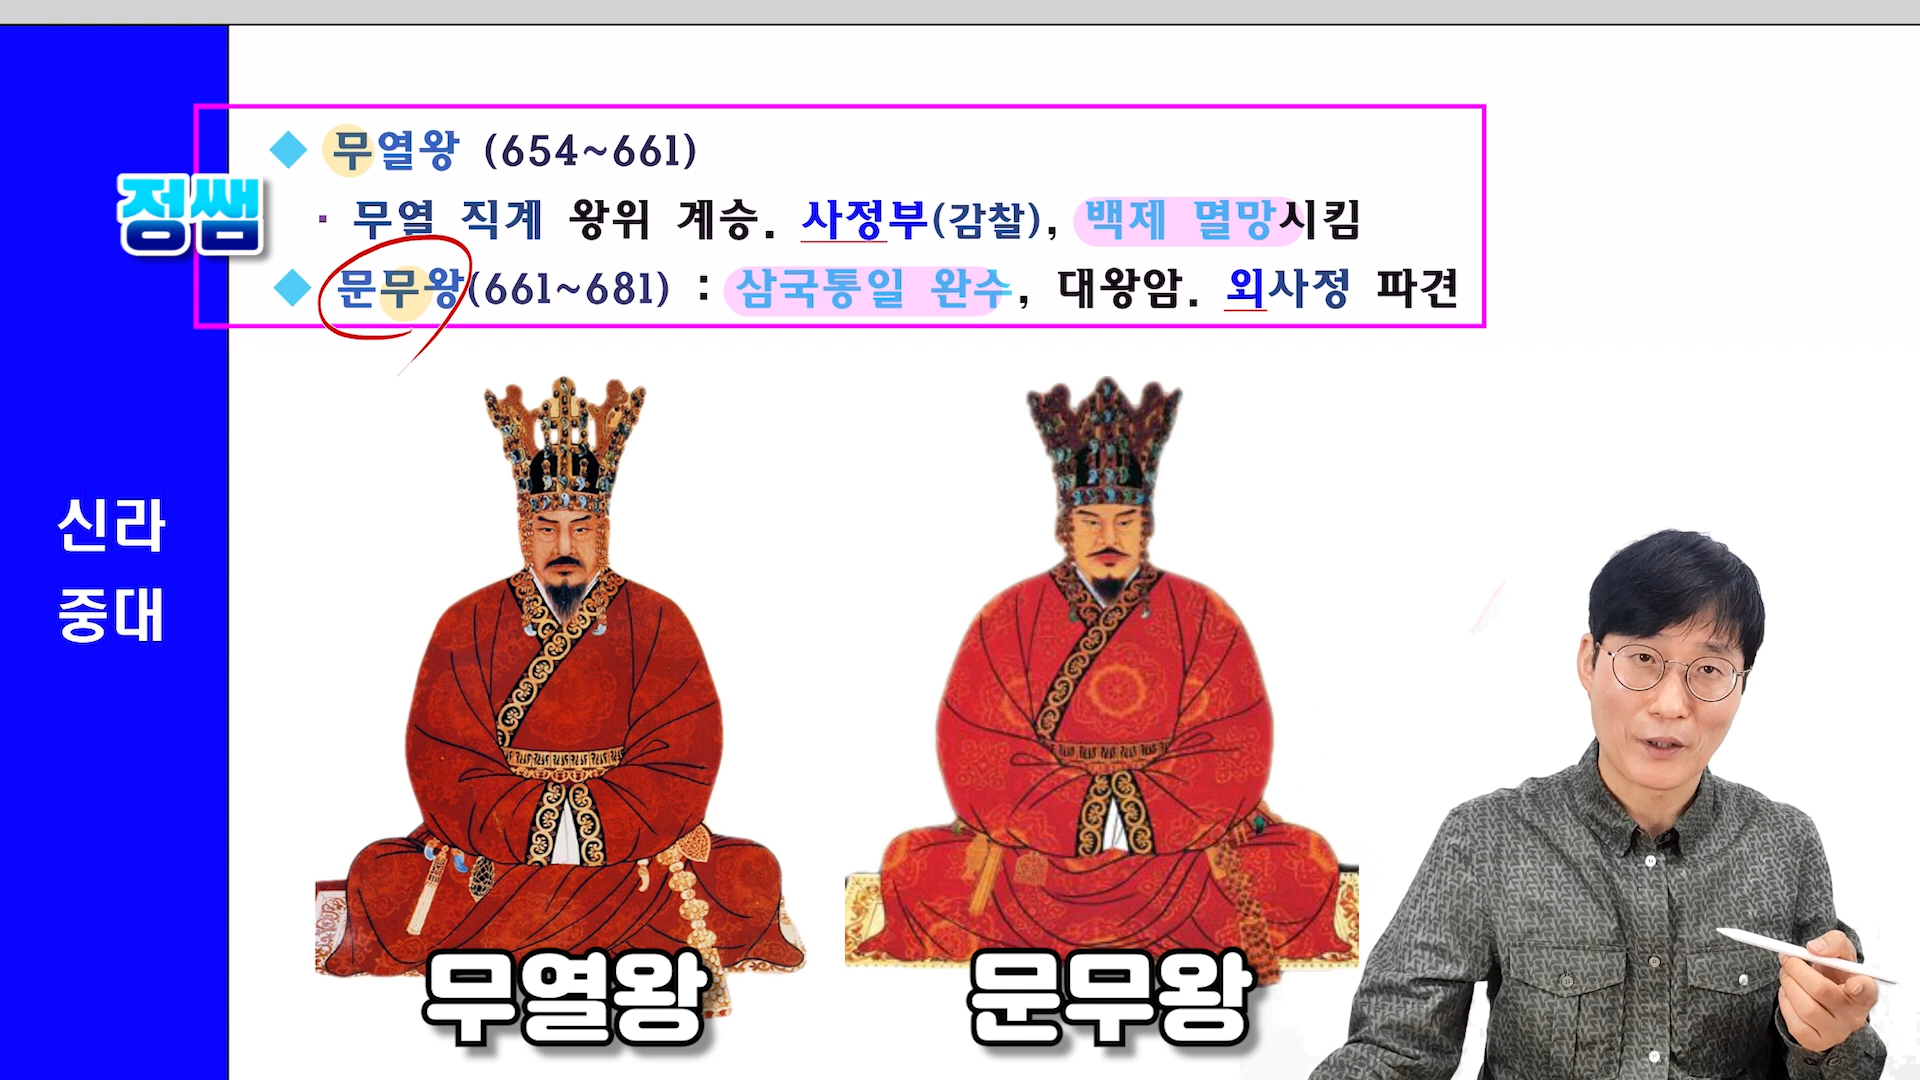 ◆ 무열왕 (654~661)
· 무열 직계 왕위 계승. 사정부(감찰), 백제 멸망시킴
◆ 문무왕(661~681) : 삼국통일 완수, 대왕암. 외사정 파견
정쌤
신라
중대
무열왕
문무왕